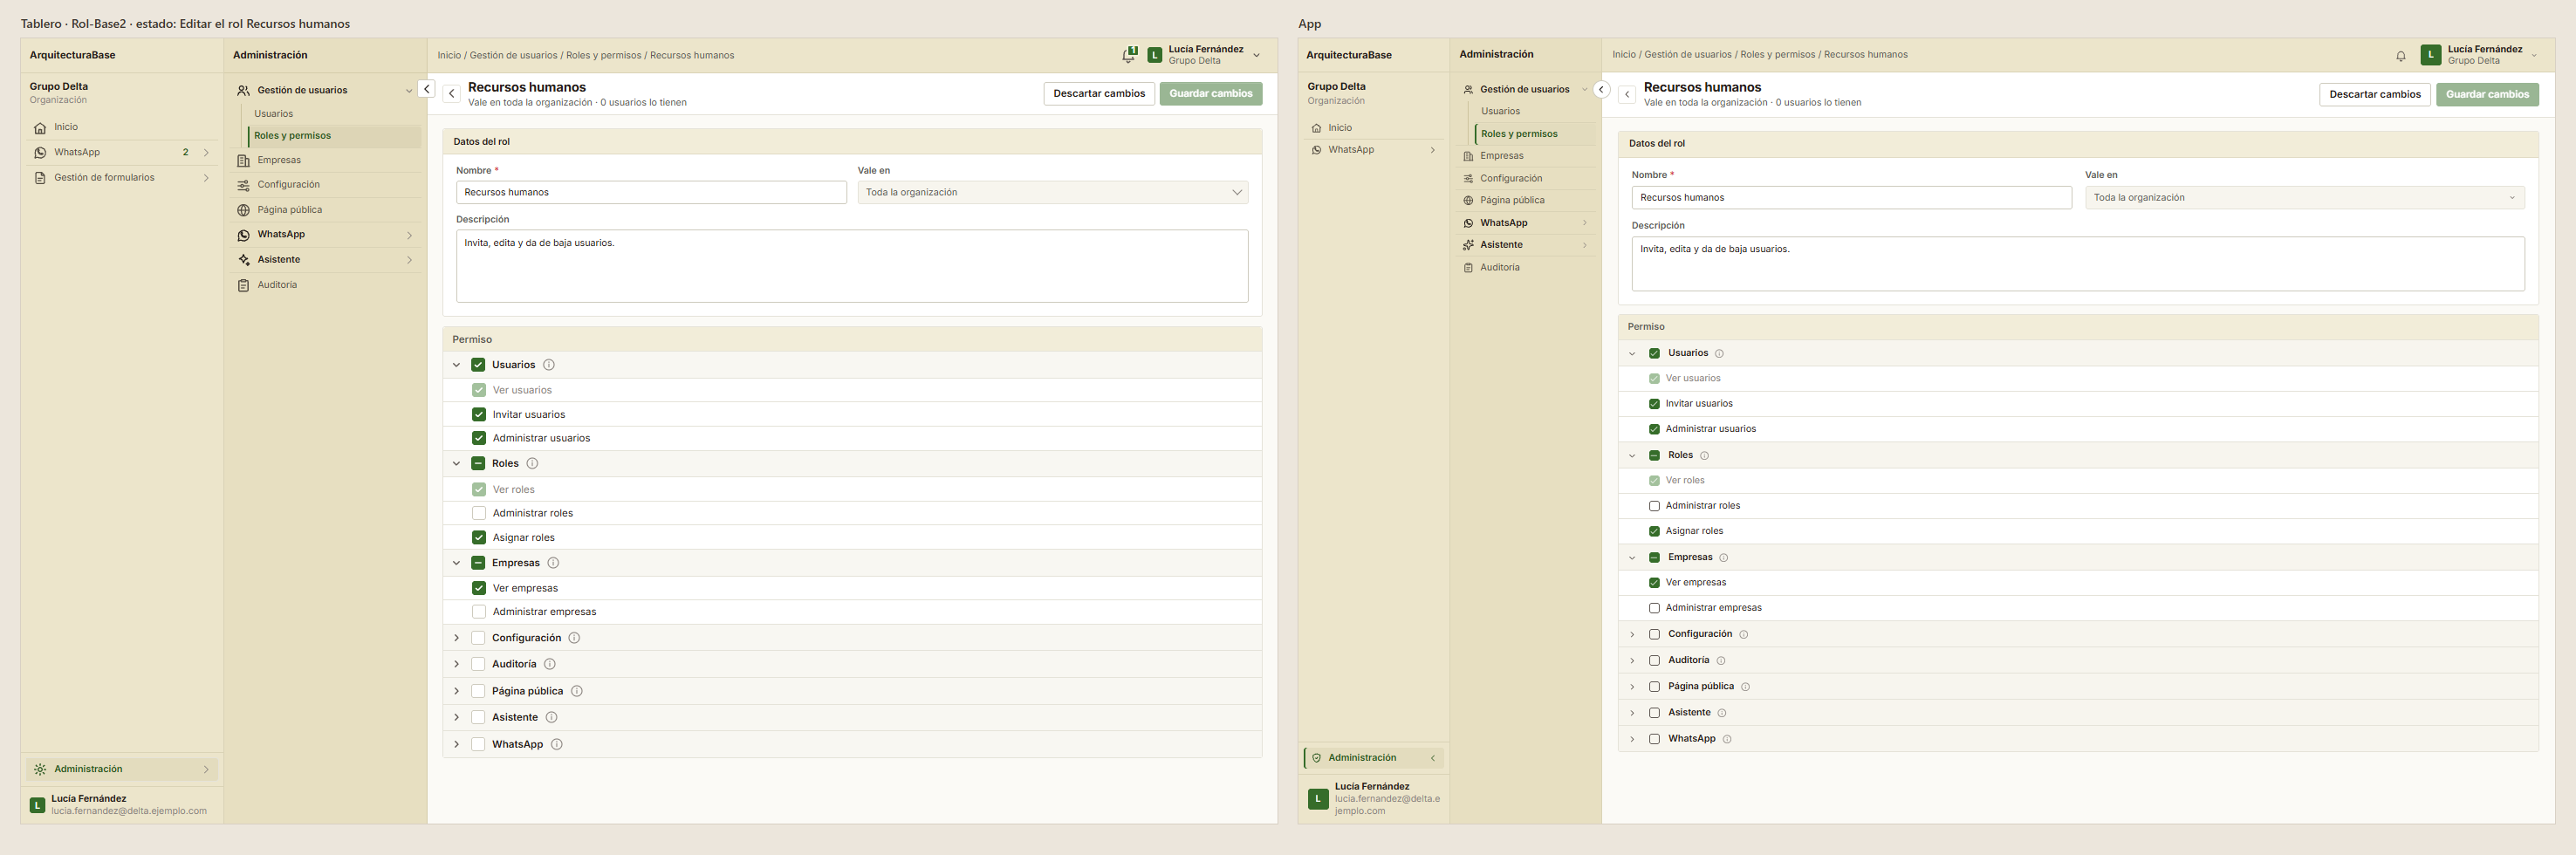 Tablero · Rol-Base2 · estado: Editar el rol Recursos humanos
ArquitecturaBase
Grupo Delta
Organización
Inicio
WhatsApp 2
Gestión de formularios
Administración
L
Lucía Fernández
lucia.fernandez@delta.ejemplo.com
Administración
Gestión de usuarios
Usuarios
Roles y permisos
Empresas
Configuración
Página pública
WhatsApp
Asistente
Auditoría
Inicio / Gestión de usuarios / Roles y permisos / Recursos humanos
1
L
Lucía Fernández
Grupo Delta
Recursos humanos
Vale en toda la organización · 0 usuarios lo tienen
Descartar cambios
Guardar cambios
Datos del rol
Nombre *
Vale en
Recursos humanos
Toda la organización
Descripción
Invita, edita y da de baja usuarios.
Permiso
Usuarios
Ver usuarios
Invitar usuarios
Administrar usuarios
Roles
Ver roles
Administrar roles
Asignar roles
Empresas
Ver empresas
Administrar empresas
Configuración
Auditoría
Página pública
Asistente
WhatsApp
App
ArquitecturaBase
Grupo Delta
Organización
Inicio
WhatsApp
Administración
L
Lucía Fernández
lucia.fernandez@delta.e
jemplo.com
Administración
Gestión de usuarios
Usuarios
Roles y permisos
Empresas
Configuración
Página pública
WhatsApp
Asistente
Auditoría
Inicio / Gestión de usuarios / Roles y permisos / Recursos humanos
L
Lucía Fernández
Grupo Delta
Recursos humanos
Vale en toda la organización · 0 usuarios lo tienen
Descartar cambios
Guardar cambios
Datos del rol
Nombre *
Vale en
Recursos humanos
Toda la organización
Descripción
Invita, edita y da de baja usuarios.
Permiso
Usuarios
Ver usuarios
Invitar usuarios
Administrar usuarios
Roles
Ver roles
Administrar roles
Asignar roles
Empresas
Ver empresas
Administrar empresas
Configuración
Auditoría
Página pública
Asistente
WhatsApp